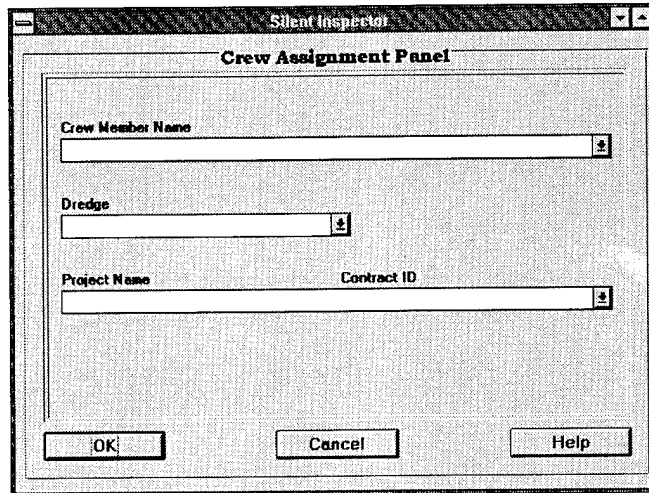 Silent Inspector
Crew Assignment Panel
Crew Member Name
Dredge
Project Name Contract ID
OK Cancel Help